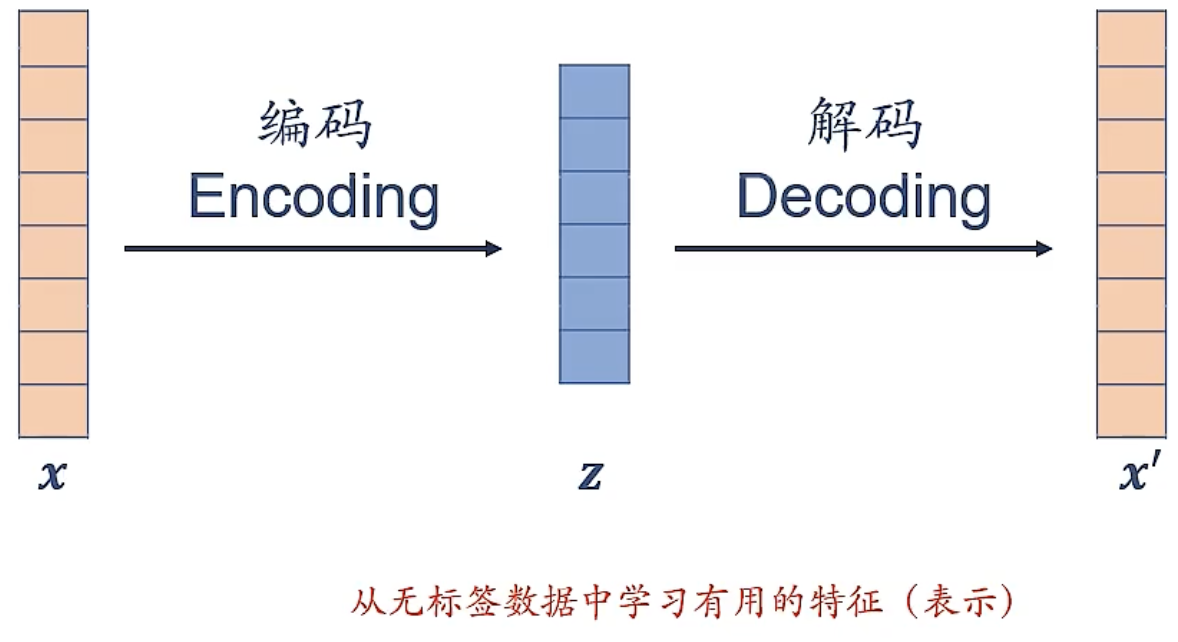 编码
Encoding
解码
Decoding
x
z
x′
从无标签数据中学习有用的特征（表示）